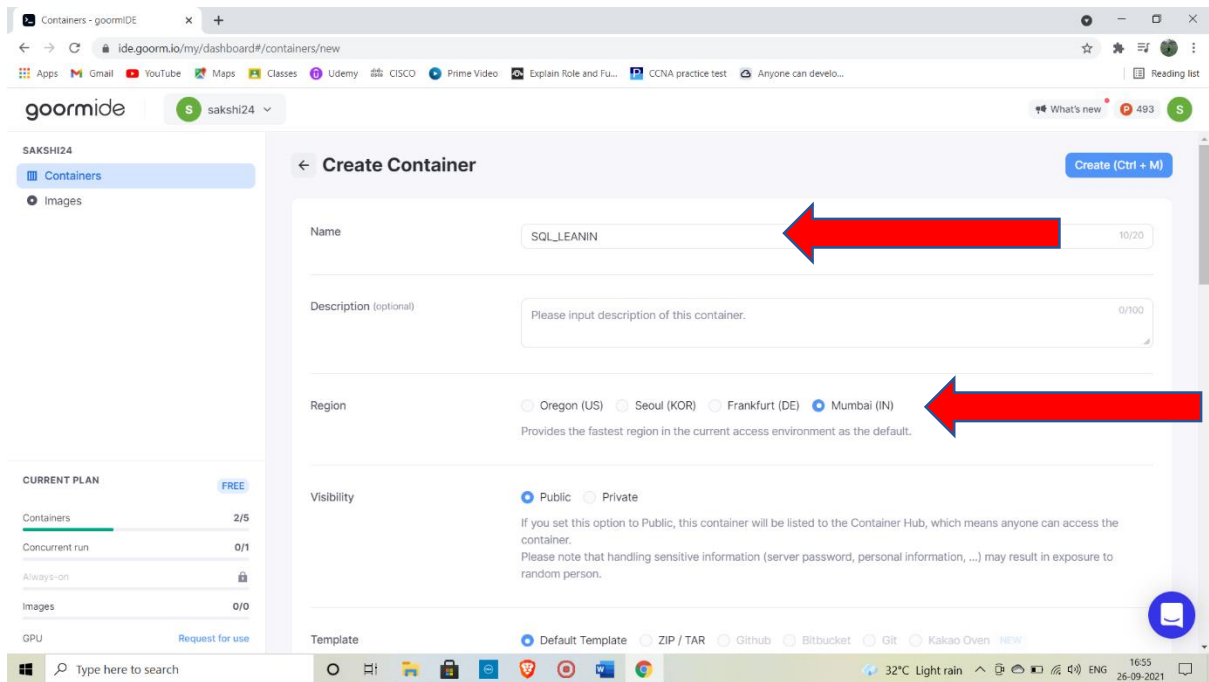 Containers - goormIDE
ide.goorm.io/my/dashboard#/containers/new
Apps Gmail YouTube Maps Classes Udemy CISCO Prime Video Explain Role and Fu... CCNA practice test Anyone can develo... Reading list
goormide S sakshi24 What's new P 493 S
SAKSHI24
Containers
Images
Create Container Create (Ctrl + M)
Name SQL_LEANIN 10/20
Description (optional) Please input description of this container. 0/100
Region Oregon (US) Seoul (KOR) Frankfurt (DE) Mumbai (IN)
Provides the fastest region in the current access environment as the default.
CURRENT PLAN FREE
Containers 2/5
Concurrent run 0/1
Always-on
Images 0/0
GPU Request for use
Visibility Public Private
If you set this option to Public, this container will be listed to the Container Hub, which means anyone can access the
container.
Please note that handling sensitive information (server password, personal information, ...) may result in exposure to
random person.
Template Default Template ZIP / TAR Github Bitbucket Git Kakao Oven NEW
Type here to search 32°C Light rain ENG 16:55
26-09-2021